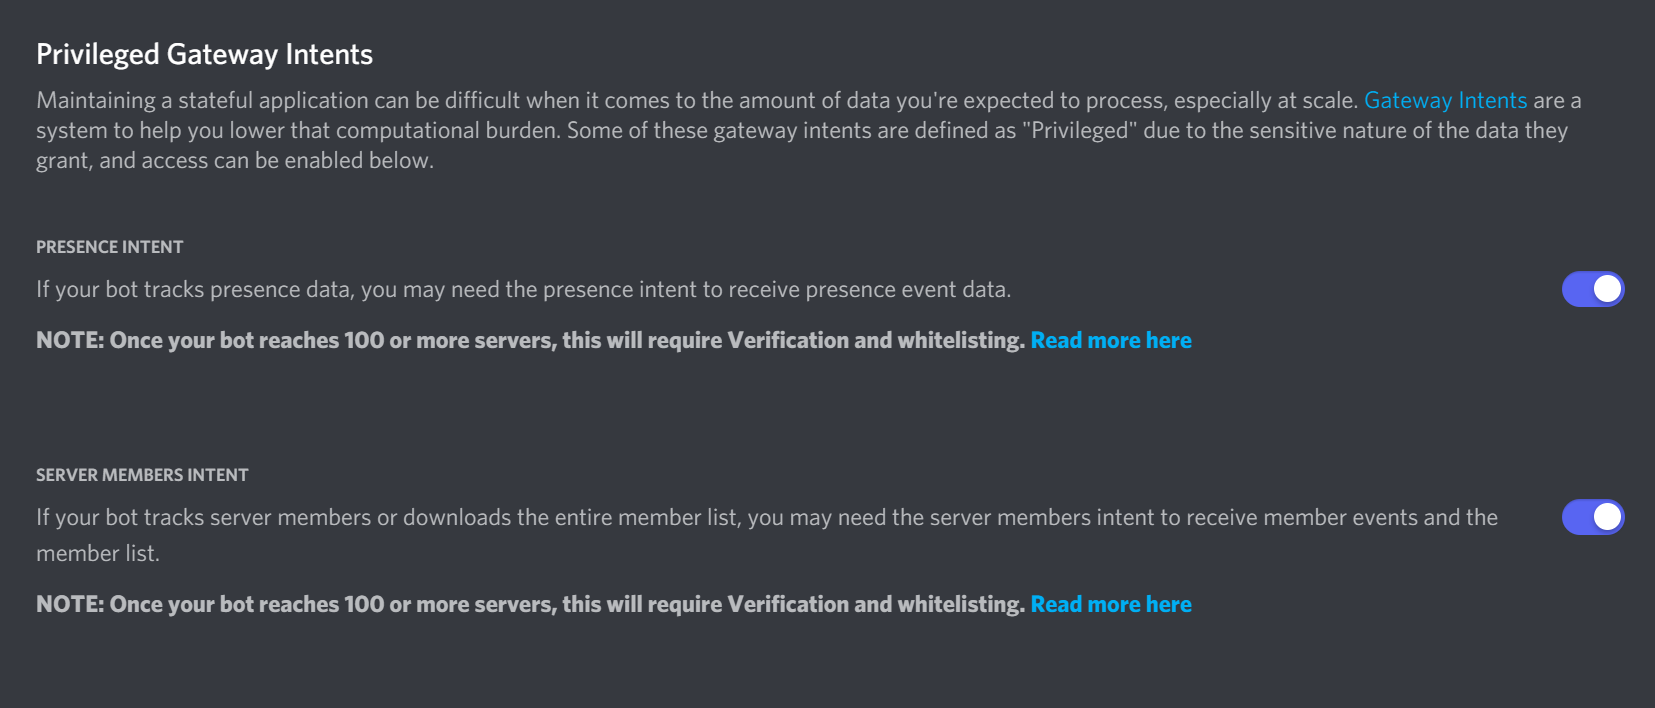 Privileged Gateway Intents
Maintaining a stateful application can be difficult when it comes to the amount of data you're expected to process, especially at scale. Gateway Intents are a
system to help you lower that computational burden. Some of these gateway intents are defined as "Privileged" due to the sensitive nature of the data they
grant, and access can be enabled below.
PRESENCE INTENT
If your bot tracks presence data, you may need the presence intent to receive presence event data.
NOTE: Once your bot reaches 100 or more servers, this will require Verification and whitelisting. Read more here
SERVER MEMBERS INTENT
If your bot tracks server members or downloads the entire member list, you may need the server members intent to receive member events and the
member list.
NOTE: Once your bot reaches 100 or more servers, this will require Verification and whitelisting. Read more here